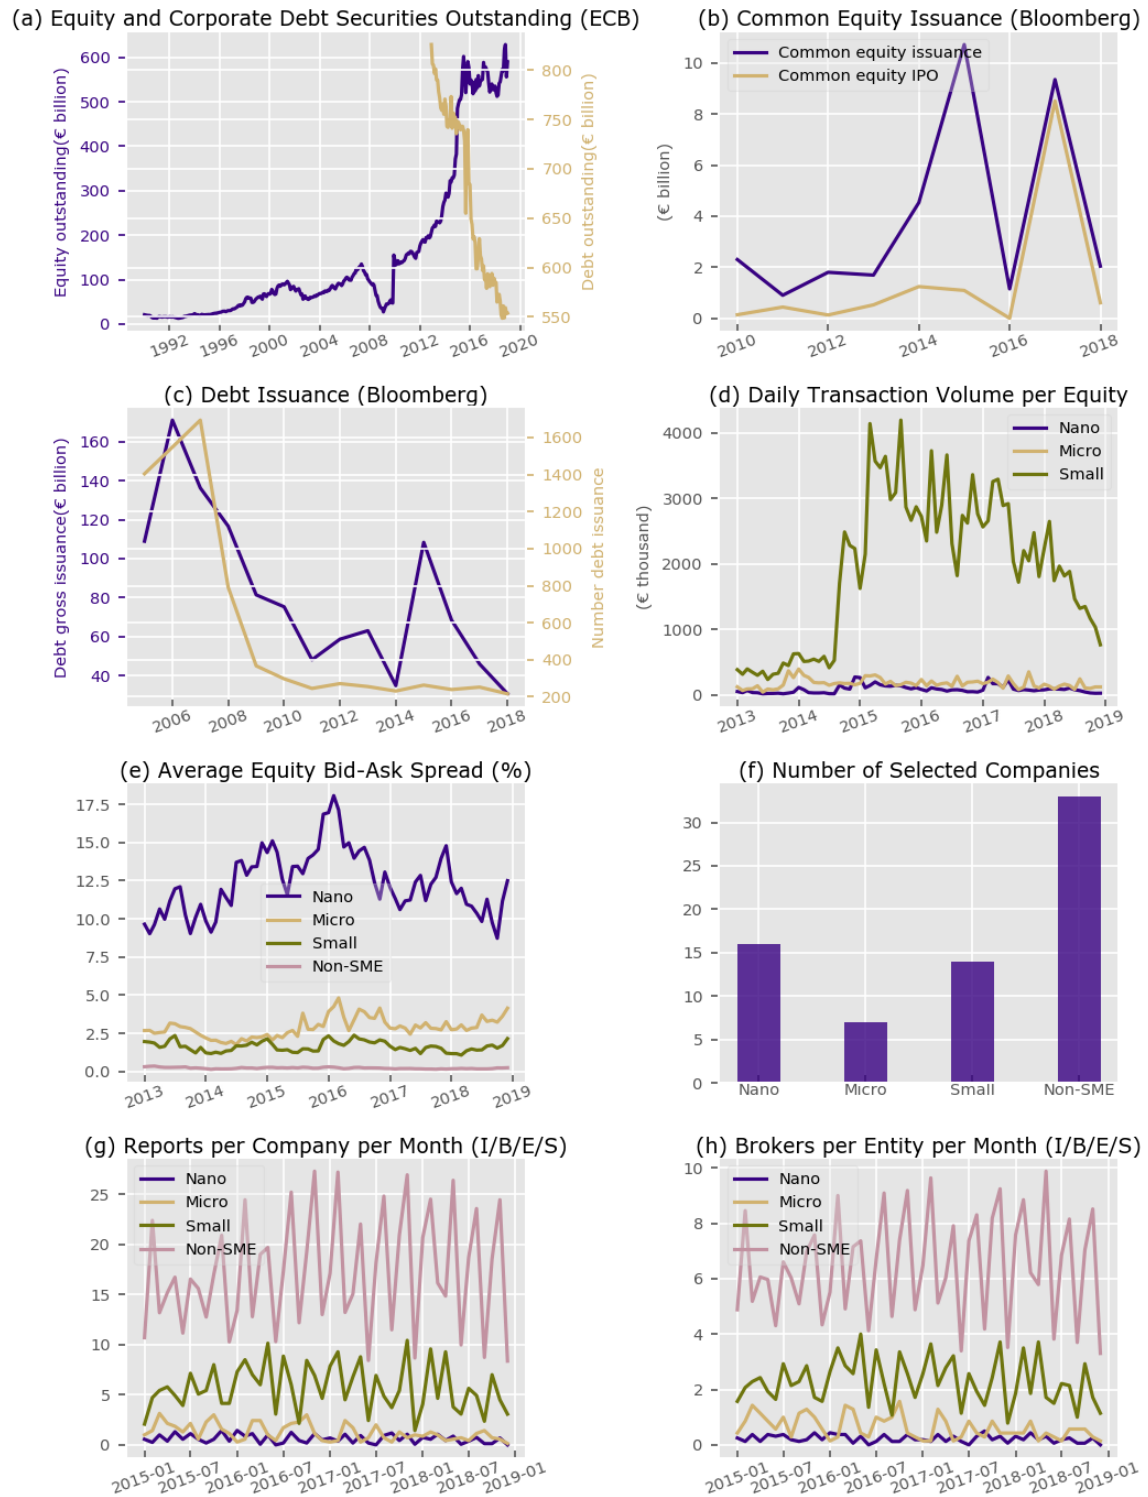 (a) Equity and Corporate Debt Securities Outstanding (ECB)
Equity outstanding(€ billion)
600
500
400
300
200
100
0
800
750
700
650
600
550
Debt outstanding(€ billion)
1992 1996 2000 2004 2008 2012 2016 2020
(b) Common Equity Issuance (Bloomberg)
Common equity issuance
Common equity IPO
(€ billion)
10
8
6
4
2
0
2010 2012 2014 2016 2018
(c) Debt Issuance (Bloomberg)
Debt gross issuance(€ billion)
160
140
120
100
80
60
40
1600
1400
1200
1000
800
600
400
200
Number debt issuance
2006 2008 2010 2012 2014 2016 2018
(d) Daily Transaction Volume per Equity
Nano
Micro
Small
(€ thousand)
4000
3000
2000
1000
0
2013 2014 2015 2016 2017 2018 2019
(e) Average Equity Bid-Ask Spread (%)
17.5
15.0
12.5
10.0
7.5
5.0
2.5
0.0
Nano
Micro
Small
Non-SME
2013 2014 2015 2016 2017 2018 2019
(f) Number of Selected Companies
30
25
20
15
10
5
0
Nano Micro Small Non-SME
(g) Reports per Company per Month (I/B/E/S)
Nano
Micro
Small
Non-SME
25
20
15
10
5
0
2015-01 2015-07 2016-01 2016-07 2017-01 2017-07 2018-01 2018-07 2019-01
(h) Brokers per Entity per Month (I/B/E/S)
Nano
Micro
Small
Non-SME
10
8
6
4
2
0
2015-01 2015-07 2016-01 2016-07 2017-01 2017-07 2018-01 2018-07 2019-01